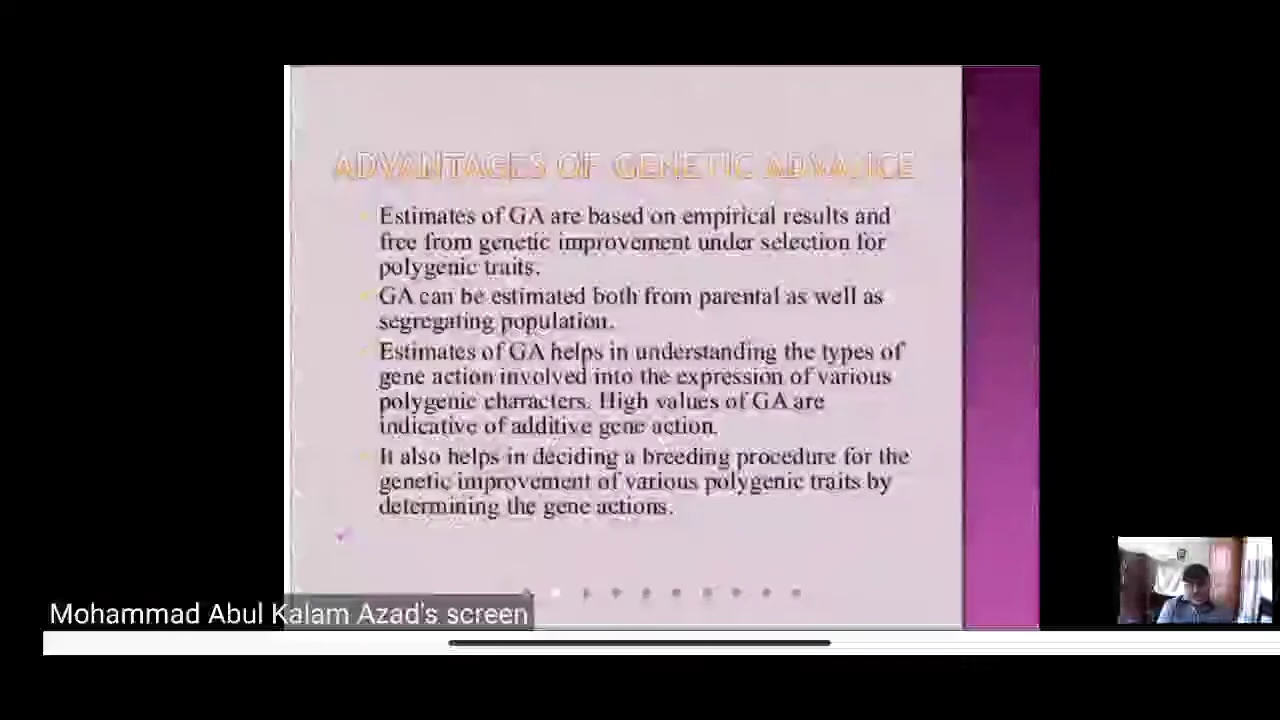 ADVANTAGES OF GENETIC ADVANCE
Estimates of GA are based on empirical results and
free from genetic improvement under selection for
polygenic traits.
GA can be estimated both from parental as well as
segregating population.
Estimates of GA helps in understanding the types of
gene action involved into the expression of various
polygenic characters. High values of GA are
indicative of additive gene action.
It also helps in deciding a breeding procedure for the
genetic improvement of various polygenic traits by
determining the gene actions.
Mohammad Abul Kalam Azad's screen